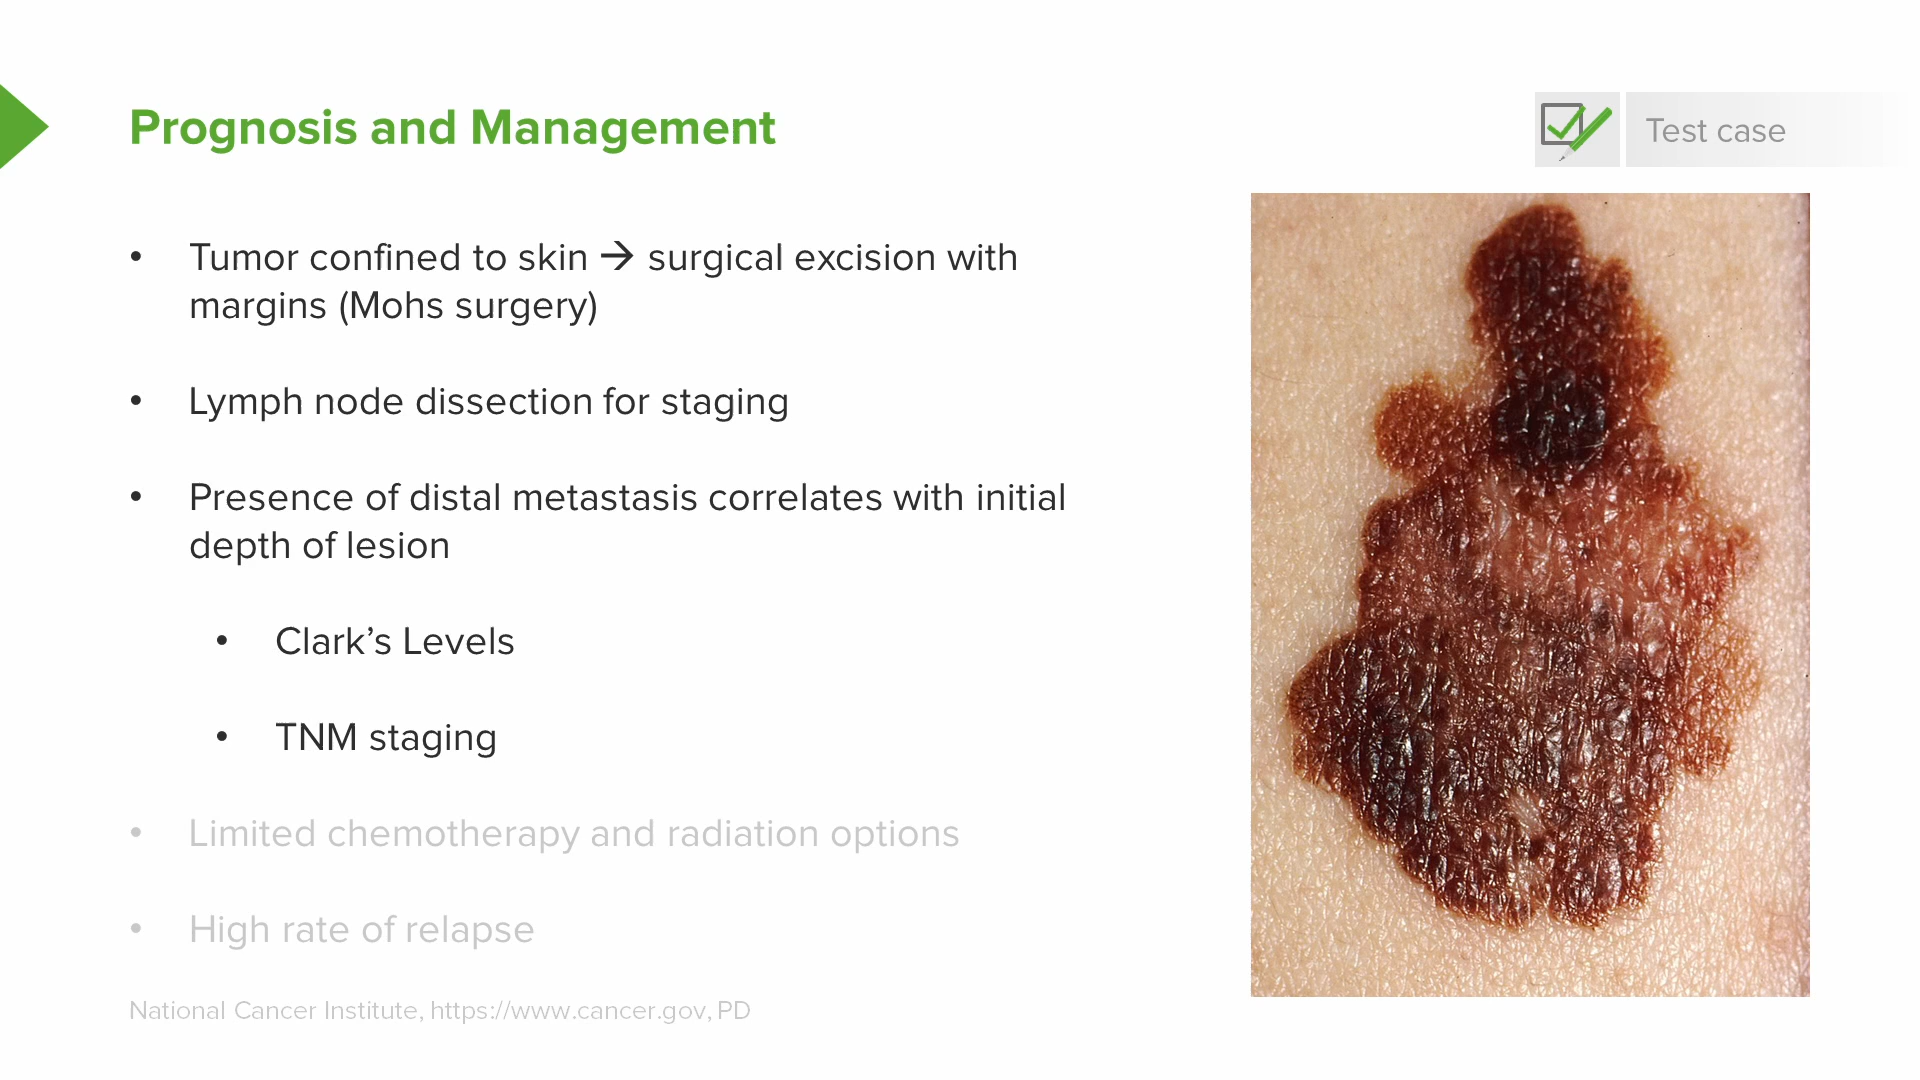 Prognosis and Management
Test case
• Tumor confined to skin → surgical excision with
margins (Mohs surgery)
• Lymph node dissection for staging
• Presence of distal metastasis correlates with initial
depth of lesion
• Clark’s Levels
• TNM staging
• Limited chemotherapy and radiation options
• High rate of relapse
National Cancer Institute, https://www.cancer.gov, PD